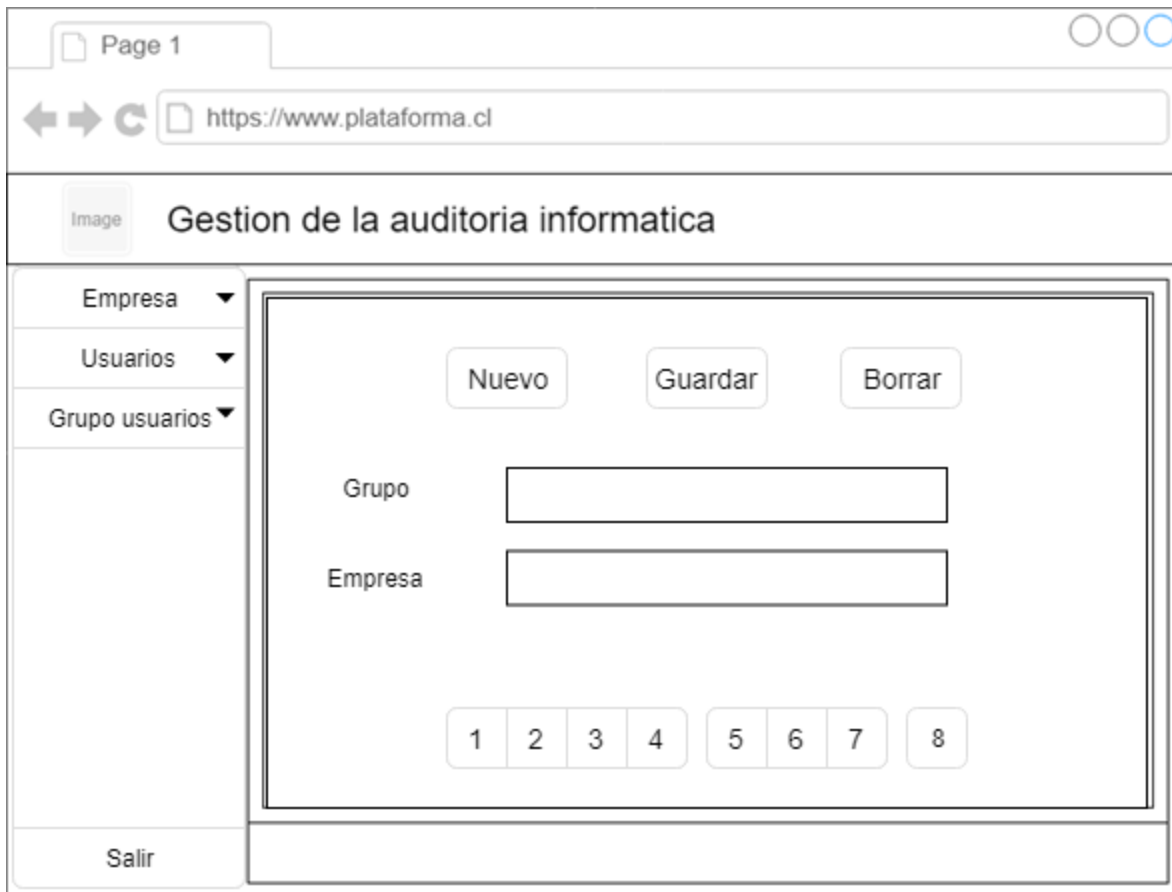 Page 1
https://www.plataforma.cl
Image
Gestion de la auditoria informatica
Empresa
Usuarios
Grupo usuarios
Salir
Nuevo Guardar Borrar
Grupo
Empresa
1 2 3 4 5 6 7 8